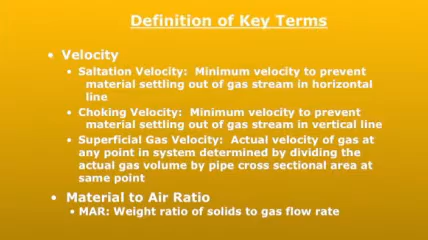 Definition of Key Terms
• Velocity
• Saltation Velocity: Minimum velocity to prevent
material settling out of gas stream in horizontal
line
• Choking Velocity: Minimum velocity to prevent
material settling out of gas stream in vertical line
• Superficial Gas Velocity: Actual velocity of gas at
any point in system determined by dividing the
actual gas volume by pipe cross sectional area at
same point
• Material to Air Ratio
• MAR: Weight ratio of solids to gas flow rate